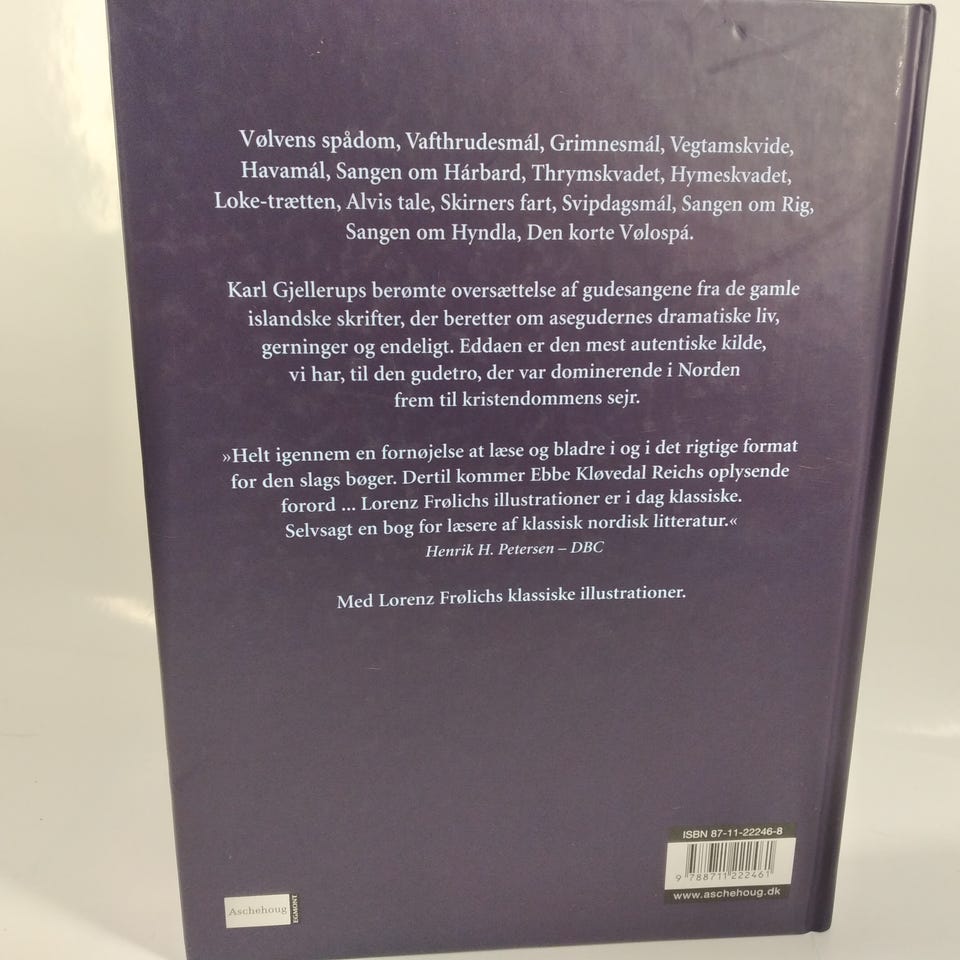 Vølvens spådom, Vafthrudesmál, Grimnesmál, Vegtamskvide,
Havamál, Sangen om Hárbard, Thrymskvadet, Hymeskvadet,
Loke-trætten, Alvis tale, Skirners fart, Svipdagsmál, Sangen om Rig,
Sangen om Hyndla, Den korte Vølospá.
Karl Gjellerups berømte oversættelse af gudesangene fra de gamle
islandske skrifter, der beretter om asegudernes dramatiske liv,
gerninger og endeligt. Eddaen er den mest autentiske kilde,
vi har, til den gudetro, der var dominerende i Norden
frem til kristendommens sejr.
»Helt igennem en fornøjelse at læse og bladre i og i det rigtige format
for den slags bøger. Dertil kommer Ebbe Kløvedal Reichs oplysende
forord ... Lorenz Frølichs illustrationer er i dag klassiske.
Selvsagt en bog for læsere af klassisk nordisk litteratur.«
Henrik H. Petersen – DBC
Med Lorenz Frølichs klassiske illustrationer.
ISBN 87-11-22246-8
9 788711 222461
www.aschehoug.dk
Aschehoug
EGMONT